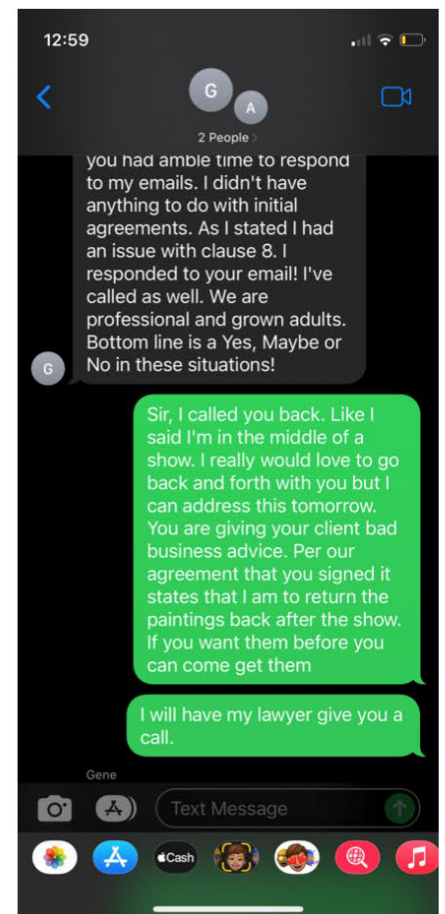 12:59
G
A
2 People >
you had amble time to respond
to my emails. I didn't have
anything to do with initial
agreements. As I stated I had
an issue with clause 8. I
responded to your email! I've
called as well. We are
professional and grown adults.
Bottom line is a Yes, Maybe or
No in these situations!
G
Sir, I called you back. Like I
said I'm in the middle of a
show. I really would love to go
back and forth with you but I
can address this tomorrow.
You are giving your client bad
business advice. Per our
agreement that you signed it
states that I am to return the
paintings back after the show.
If you want them before you
can come get them
I will have my lawyer give you a
call.
Gene
Text Message
Cash